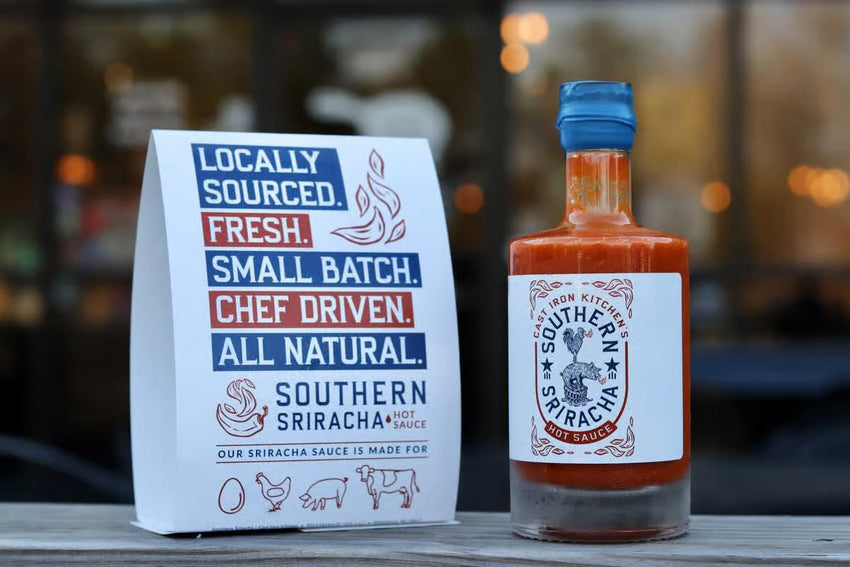 LOCALLY
SOURCED.
FRESH.
SMALL BATCH.
CHEF DRIVEN.
ALL NATURAL.
SOUTHERN
SRIRACHA HOT
SAUCE
OUR SRIRACHA SAUCE IS MADE FOR
CAST IRON KITCHEN'S
SOUTHERN
SRIRACHA
HOT SAUCE